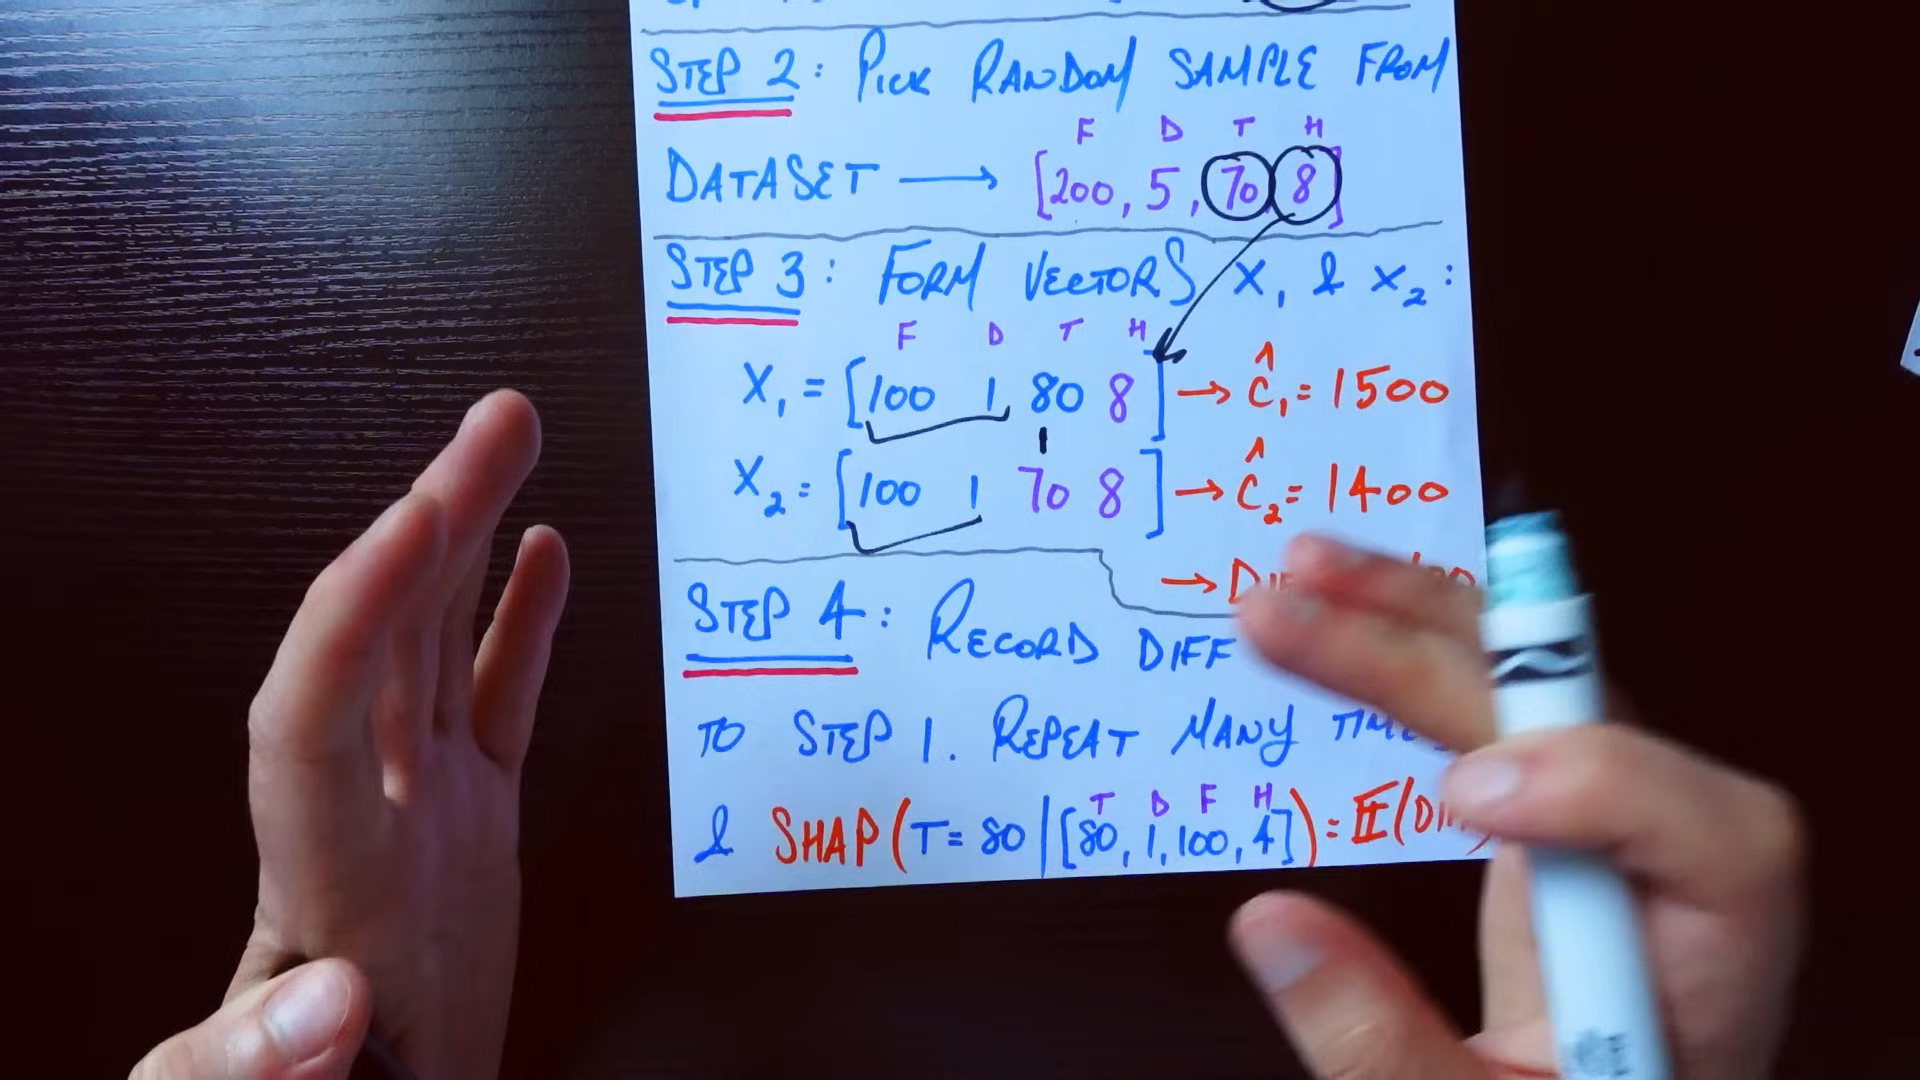 STEP 2: PICK RANDOM SAMPLE FROM
F D T H
DATASET → [200, 5, 70, 8]
STEP 3: FORM VECTORS X₁ & X₂:
F D T H
X₁ = [100 1 80 8] → Ĉ₁ = 1500
X₂ = [100 1 70 8] → Ĉ₂ = 1400
→
STEP 4: RECORD DIFF
TO STEP 1. REPEAT MANY
T D F H
& SHAP(T=80 | [80, 1, 100, 4]) = 𝔼(